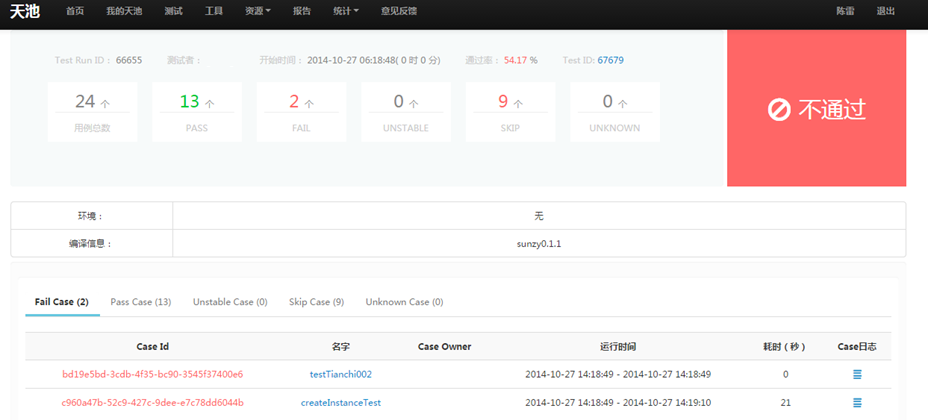 天池 首页 我的天池 测试 工具 资源 报告 统计 意见反馈 陈雷 退出
Test Run ID： 66655 测试者： 开始时间： 2014-10-27 06:18:48( 0 时 0 分) 通过率： 54.17 % Test ID: 67679
24 个 13 个 2 个 0 个 9 个 0 个
用例总数 PASS FAIL UNSTABLE SKIP UNKNOWN
不通过
环境： 无
编译信息： sunzy0.1.1
Fail Case (2) Pass Case (13) Unstable Case (0) Skip Case (9) Unknown Case (0)
Case Id 名字 Case Owner 运行时间 耗时（秒） Case日志
bd19e5bd-3cdb-4f35-bc90-3545f37400e6 testTianchi002 2014-10-27 14:18:49 - 2014-10-27 14:18:49 0
c960a47b-52c9-427c-9dee-e7c78dd6044b createInstanceTest 2014-10-27 14:18:49 - 2014-10-27 14:19:10 21